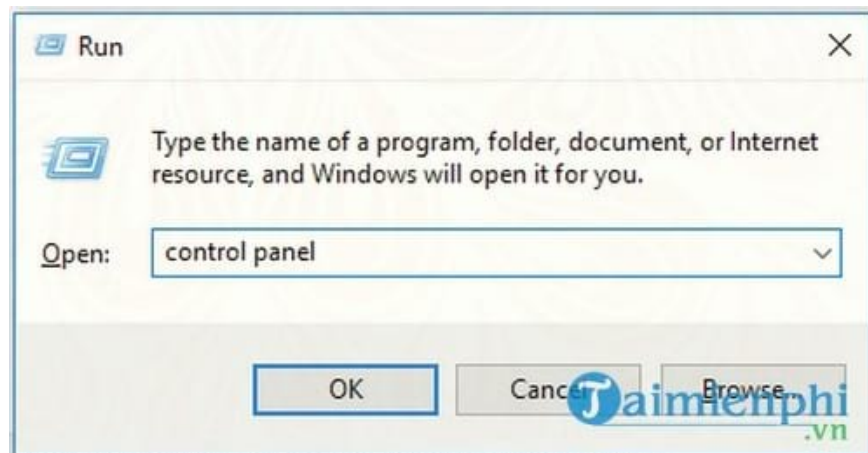 Run
Type the name of a program, folder, document, or Internet
resource, and Windows will open it for you.
Open:
control panel
OK
Cancel
Browse...
Taimienphi
.vn